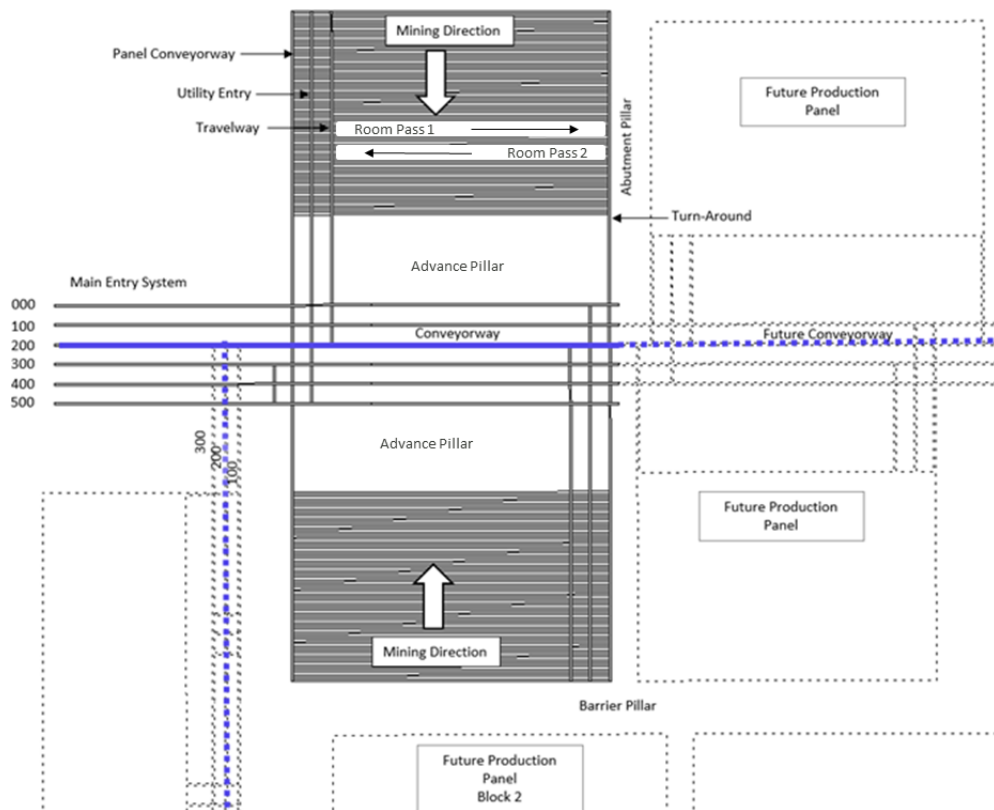 Mining Direction
Panel Conveyorway
Utility Entry
Travelway
Room Pass 1
Room Pass 2
Abutment Pillar
Future Production
Panel
Turn-Around
Advance Pillar
Main Entry System
000
100
200
300
400
500
Conveyorway
Future Conveyorway
Advance Pillar
300
200
100
Future Production
Panel
Mining Direction
Barrier Pillar
Future Production
Panel
Block 2